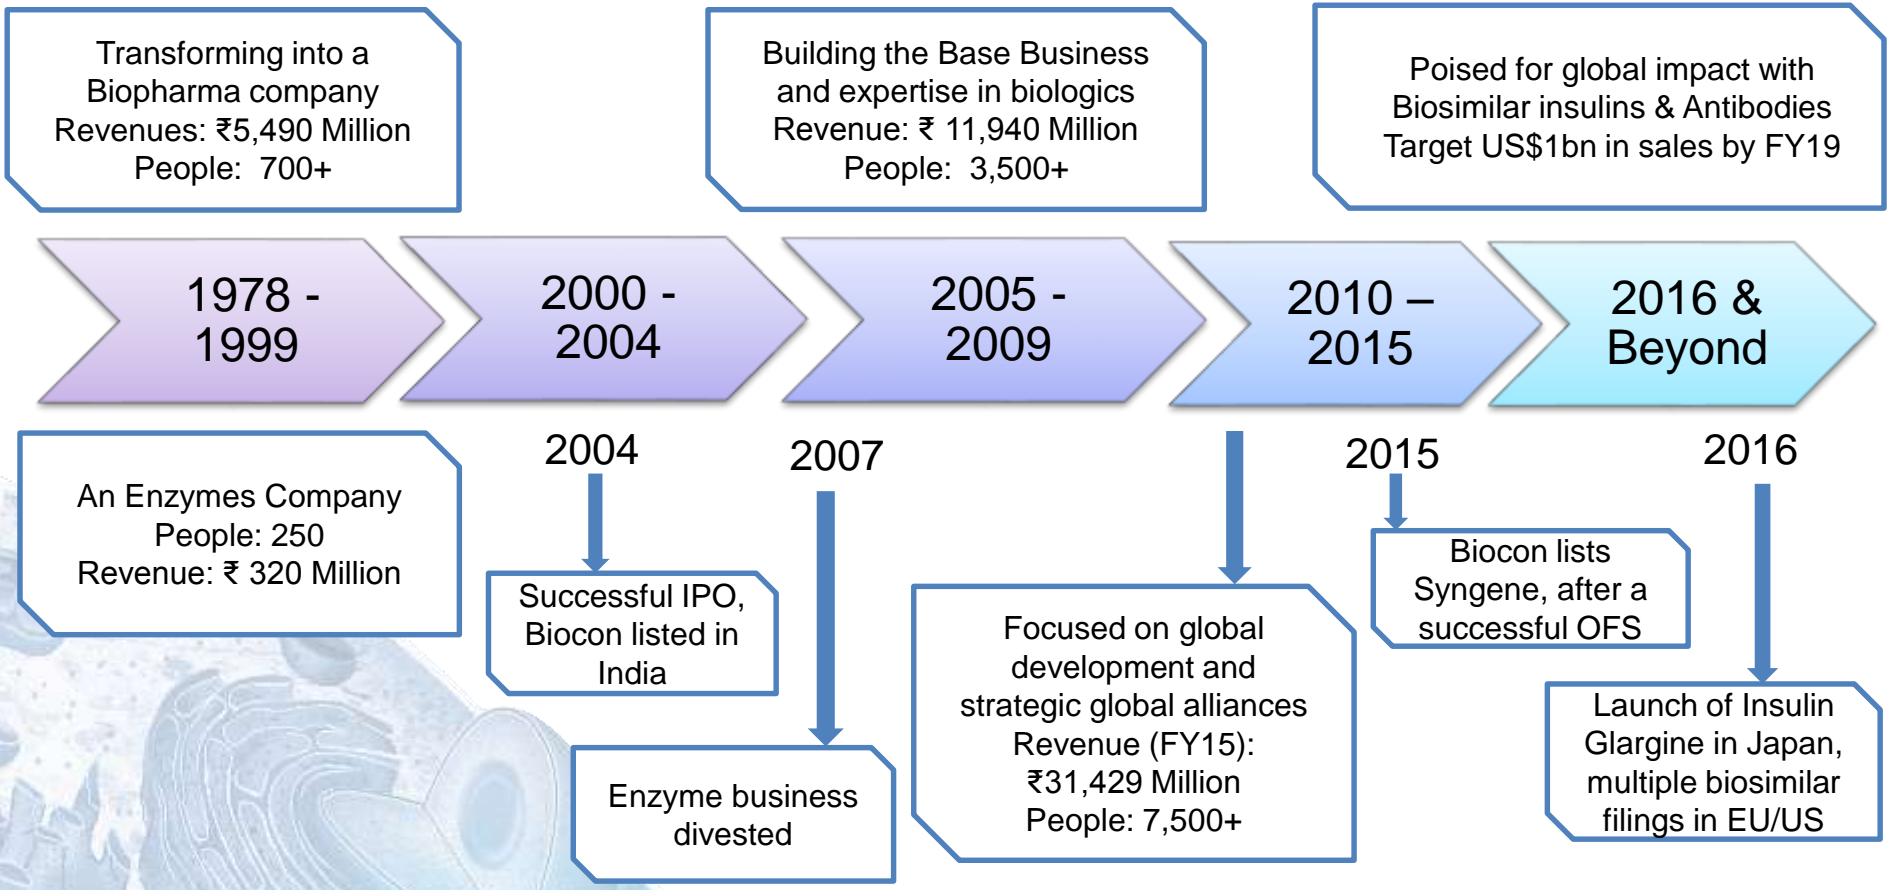 Transforming into a
Biopharma company
Revenues: ₹5,490 Million
People: 700+
Building the Base Business
and expertise in biologics
Revenue: ₹ 11,940 Million
People: 3,500+
Poised for global impact with
Biosimilar insulins & Antibodies
Target US$1bn in sales by FY19
1978 -
1999
2000 -
2004
2005 -
2009
2010 –
2015
2016 &
Beyond
An Enzymes Company
People: 250
Revenue: ₹ 320 Million
2004
Successful IPO,
Biocon listed in
India
2007
Enzyme business
divested
Focused on global
development and
strategic global alliances
Revenue (FY15):
₹31,429 Million
People: 7,500+
2015
Biocon lists
Syngene, after a
successful OFS
2016
Launch of Insulin
Glargine in Japan,
multiple biosimilar
filings in EU/US